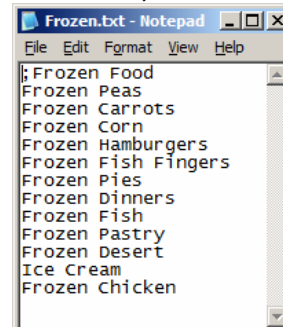 Frozen.txt - Notepad
File Edit Format View Help
;Frozen Food
Frozen Peas
Frozen Carrots
Frozen Corn
Frozen Hamburgers
Frozen Fish Fingers
Frozen Pies
Frozen Dinners
Frozen Fish
Frozen Pastry
Frozen Desert
Ice Cream
Frozen Chicken